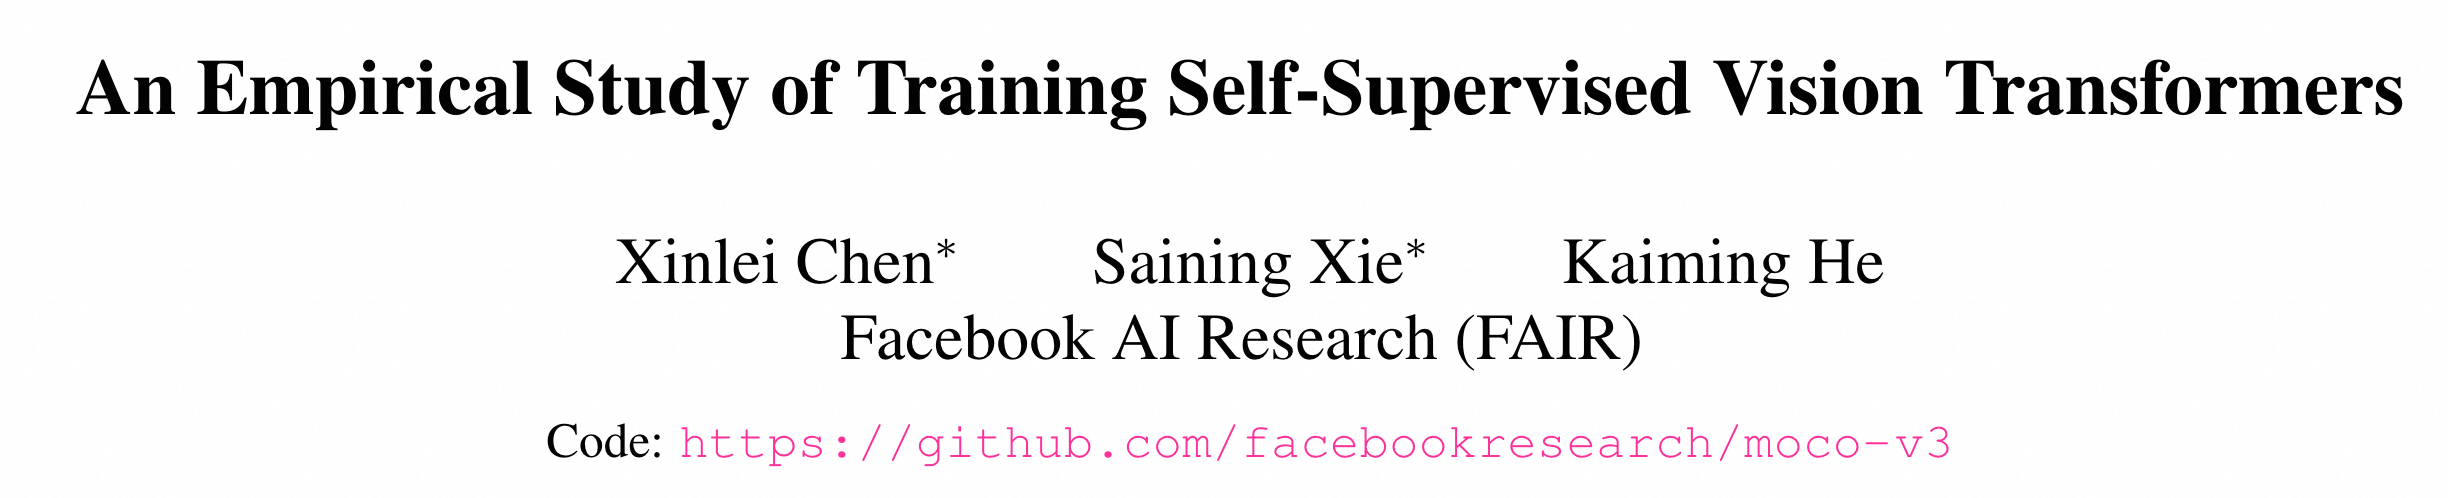 An Empirical Study of Training Self-Supervised Vision Transformers
Xinlei Chen* Saining Xie* Kaiming He
Facebook AI Research (FAIR)
Code: https://github.com/facebookresearch/moco-v3